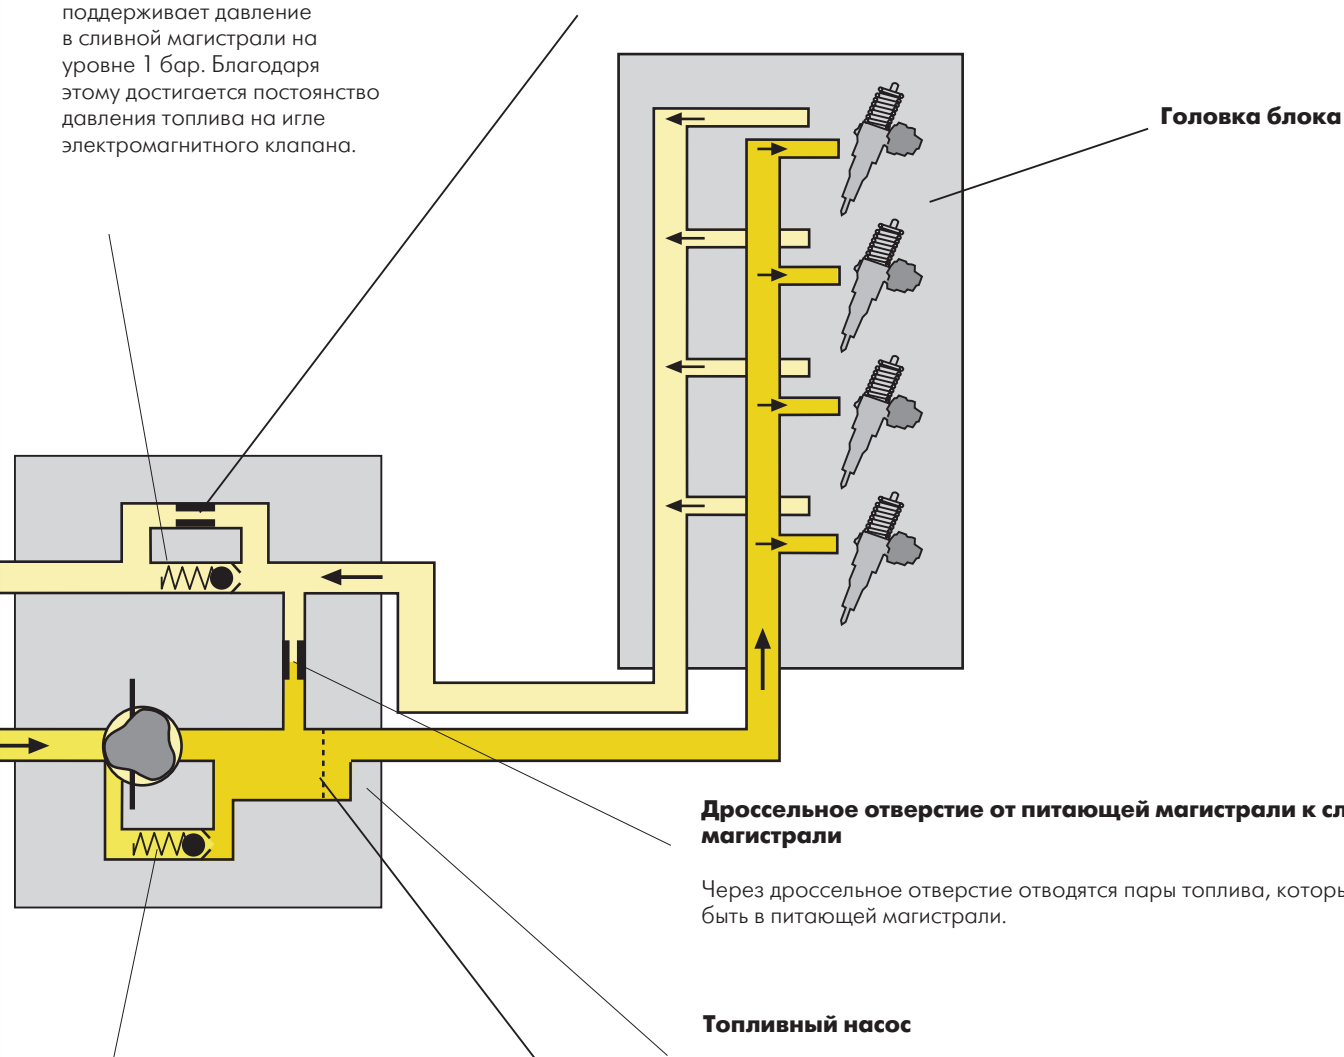 поддерживает давление
в сливной магистрали на
уровне 1 бар. Благодаря
этому достигается постоянство
давления топлива на игле
электромагнитного клапана.
Головка блока
Дроссельное отверстие от питающей магистрали к сл
магистрали
Через дроссельное отверстие отводятся пары топлива, которы
быть в питающей магистрали.
Топливный насос